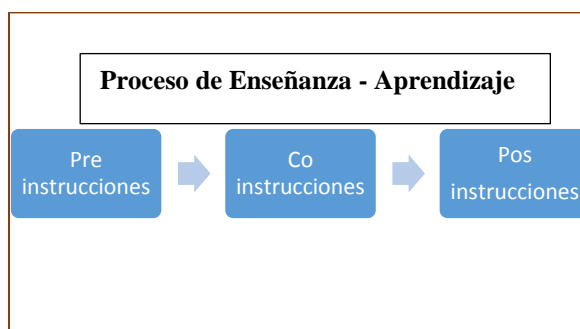 Proceso de Enseñanza - Aprendizaje
Pre
instrucciones
Co
instrucciones
Pos
instrucciones